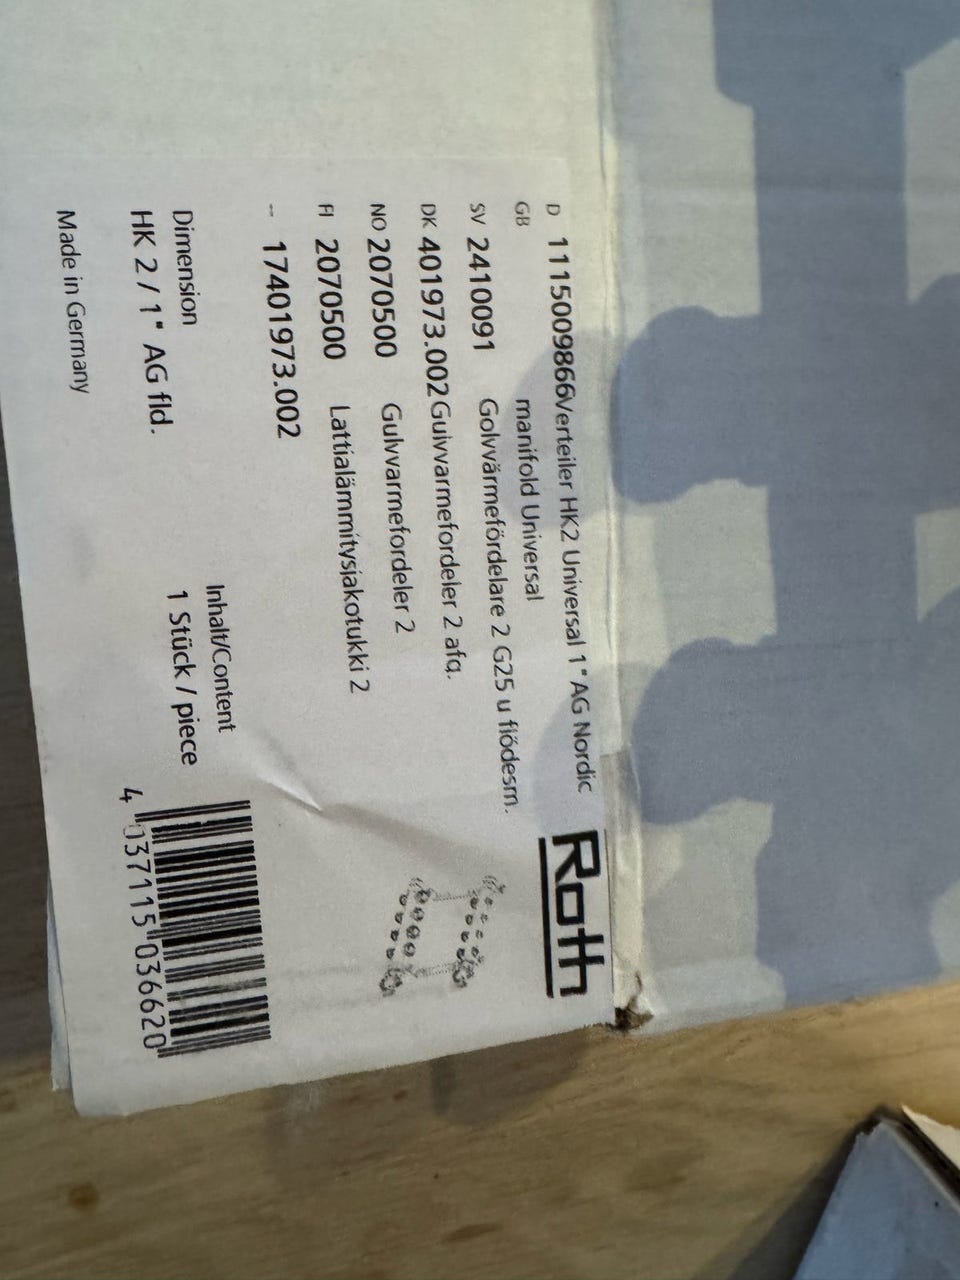 D 1115009866 Verteiler HK2 Universal 1" AG Nordic
GB manifold Universal
SV 2410091 Golvvärmefördelare 2 G25 u flödesm.
DK 401973.002 Gulvvarmefordeler 2 afg.
NO 2070500 Gulvvarmefordeler 2
FI 2070500 Lattialämmitysjakotukki 2
-- 17401973.002
Roth
Dimension
HK 2 / 1" AG fld.
Inhalt/Content
1 Stück / piece
Made in Germany
4 037115 036620